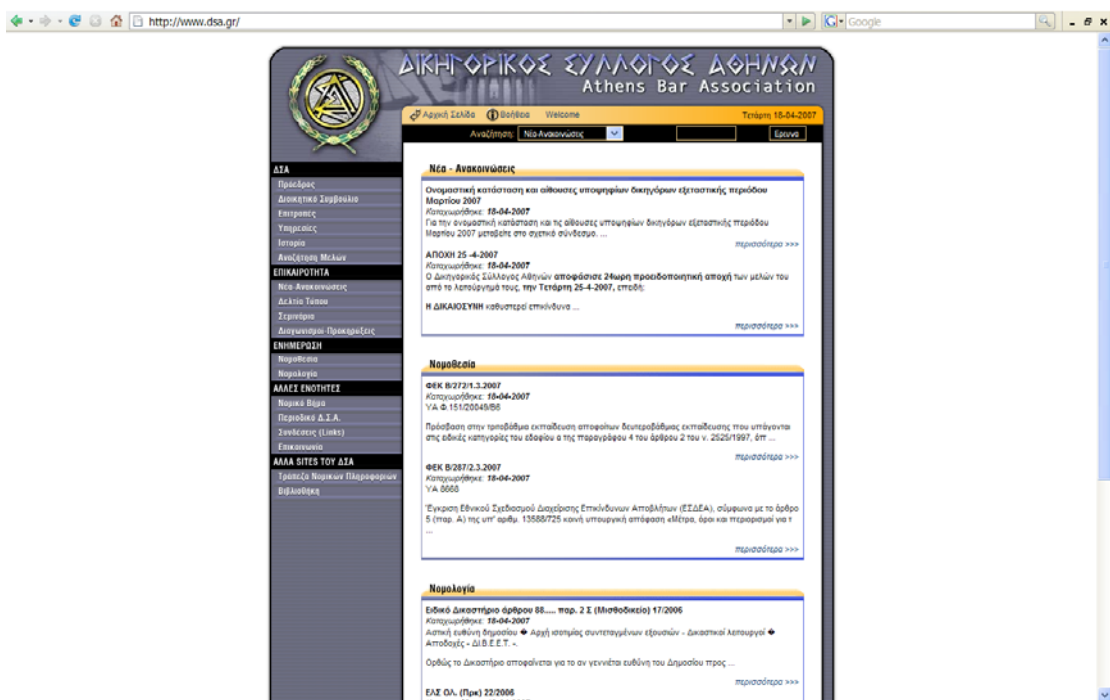 http://www.dsa.gr/
Google
ΔΙΚΗΓΟΡΙΚΟΣ ΣΥΛΛΟΓΟΣ ΑΘΗΝΩΝ
Athens Bar Association
Αρχική Σελίδα Βοήθεια Welcome Τετάρτη 18-04-2007
Αναζήτηση: Νέα-Ανακοινώσεις Ερευνα
ΔΣΑ
Πρόεδρος
Διοικητικό Συμβούλιο
Επιτροπές
Υπηρεσίες
Ιστορία
Αναζήτηση Μελών
ΕΠΙΚΑΙΡΟΤΗΤΑ
Νέα-Ανακοινώσεις
Δελτία Τύπου
Σεμινάρια
Διαγωνισμοί-Προκηρύξεις
ΕΝΗΜΕΡΩΣΗ
Νομοθεσία
Νομολογία
ΑΛΛΕΣ ΕΝΟΤΗΤΕΣ
Νομικό Βήμα
Περιοδικό Δ.Σ.Α.
Συνδέσεις (Links)
Επικοινωνία
ΑΛΛΑ SITES ΤΟΥ ΔΣΑ
Τράπεζα Νομικών Πληροφοριών
Βιβλιοθήκη
Νέα - Ανακοινώσεις
Ονομαστική κατάσταση και αίθουσες υποψηφίων δικηγόρων εξεταστικής περιόδου
Μαρτίου 2007
Καταχωρήθηκε: 18-04-2007
Για την ονομαστική κατάσταση και τις αίθουσες υποψηφίων δικηγόρων εξεταστικής περιόδου
Μαρτίου 2007 μεταβείτε στο σχετικό σύνδεσμο. ...
περισσότερα >>>
ΑΠΟΧΗ 25 -4-2007
Καταχωρήθηκε: 18-04-2007
Ο Δικηγορικός Σύλλογος Αθηνών αποφάσισε 24ωρη προειδοποιητική αποχή των μελών του
από το λειτούργημά τους, την Τετάρτη 25-4-2007, επειδή:
Η ΔΙΚΑΙΟΣΥΝΗ καθυστερεί επικίνδυνα ...
περισσότερα >>>
Νομοθεσία
ΦΕΚ Β/272/1.3.2007
Καταχωρήθηκε: 18-04-2007
ΥΑ Φ.151/20049/Β6
Πρόσβαση στην τριτοβάθμια εκπαίδευση αποφοίτων δευτεροβάθμιας εκπαίδευσης που υπάγονται
στις ειδικές κατηγορίες του εδαφίου α της παραγράφου 4 του άρθρου 2 του ν. 2525/1997, όπ ...
περισσότερα >>>
ΦΕΚ Β/287/2.3.2007
Καταχωρήθηκε: 18-04-2007
ΥΑ 8668
Έγκριση Εθνικού Σχεδιασμού Διαχείρισης Επικίνδυνων Αποβλήτων (ΕΣΔΕΑ), σύμφωνα με το άρθρο
5 (παρ. Α) της υπ' αριθμ. 13588/725 κοινή υπουργική απόφαση «Μέτρα, όροι και περιορισμοί για τ
...
περισσότερα >>>
Νομολογία
Ειδικό Δικαστήριο άρθρου 88..... παρ. 2 Σ (Μισθοδικείο) 17/2006
Καταχωρήθηκε: 18-04-2007
Αστική ευθύνη δημοσίου � Αρχή ισοτιμίας συντεταγμένων εξουσιών - Δικαστικοί λειτουργοί �
Αποδοχές - ΔΙ.Β.Ε.Ε.Τ. -.
Ορθώς το Δικαστήριο αποφαίνεται για το αν γεννιέται ευθύνη του Δημοσίου προς ...
περισσότερα >>>
ΕΛΣ ΟΛ. (Πρκ) 22/2006